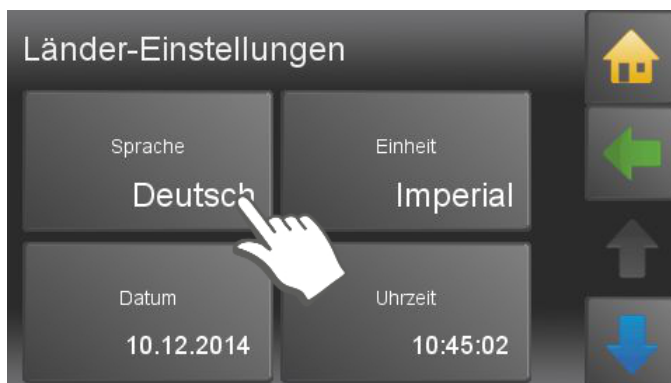 Länder-Einstellungen
Sprache
Deutsch
Einheit
Imperial
Datum
10.12.2014
Uhrzeit
10:45:02